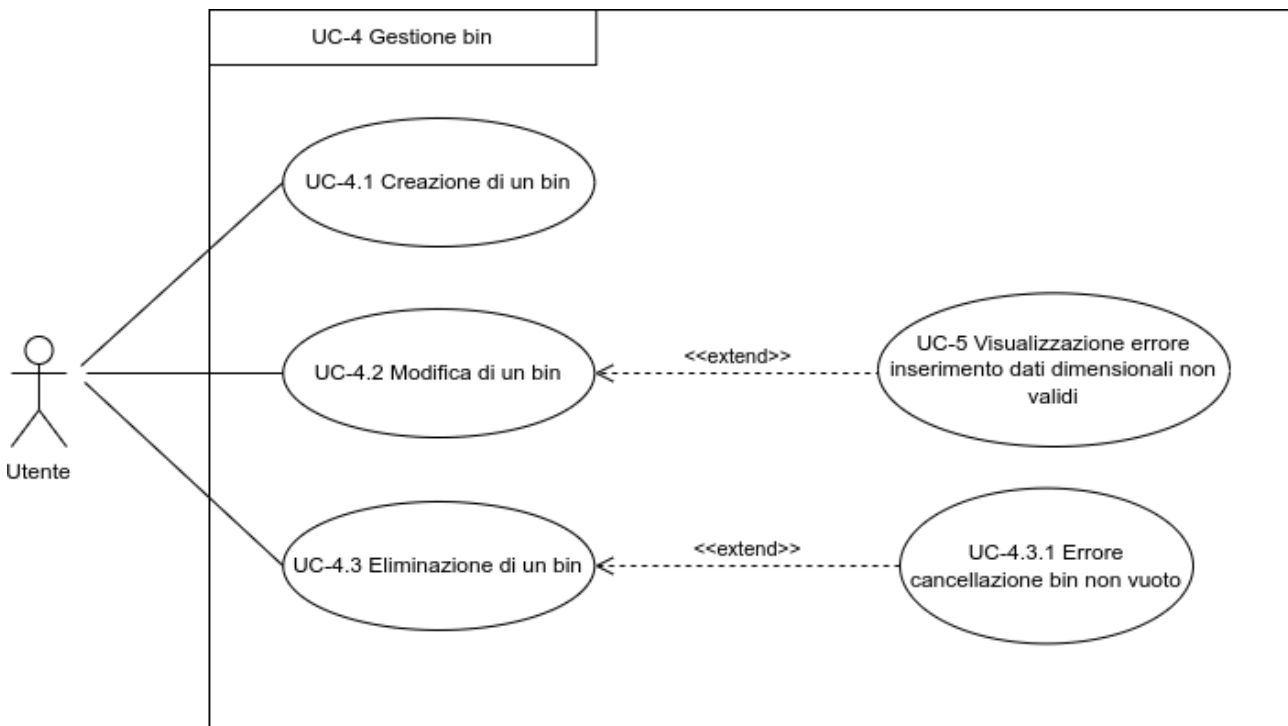 UC-4 Gestione bin
UC-4.1 Creazione di un bin
UC-4.2 Modifica di un bin
<<extend>>
UC-5 Visualizzazione errore
inserimento dati dimensionali non
validi
Utente
UC-4.3 Eliminazione di un bin
<<extend>>
UC-4.3.1 Errore
cancellazione bin non vuoto